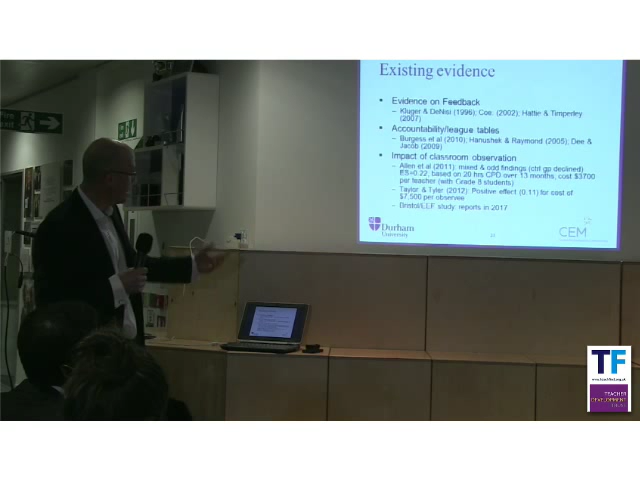 Existing evidence
• Evidence on Feedback
– Kluger & DeNisi (1996); Coe (2002); Hattie & Timperley
(2007)
• Accountability/league tables
– Burgess et al (2010); Hanushek & Raymond (2005); Dee &
Jacob (2009)
• Impact of classroom observation
– Allen et al (2011): mixed & odd findings (ctrl gp declined)
ES=0.22, based on 20 hrs CPD over 13 months, cost $3700
per teacher (with Grade 8 students)
– Taylor & Tyler (2012): Positive effect (0.11) for cost of
$7,500 per observee
– Bristol/EEF study: reports in 2017
Durham
University
CEM
TF
TEACHER
DEVELOPMENT
TRUST